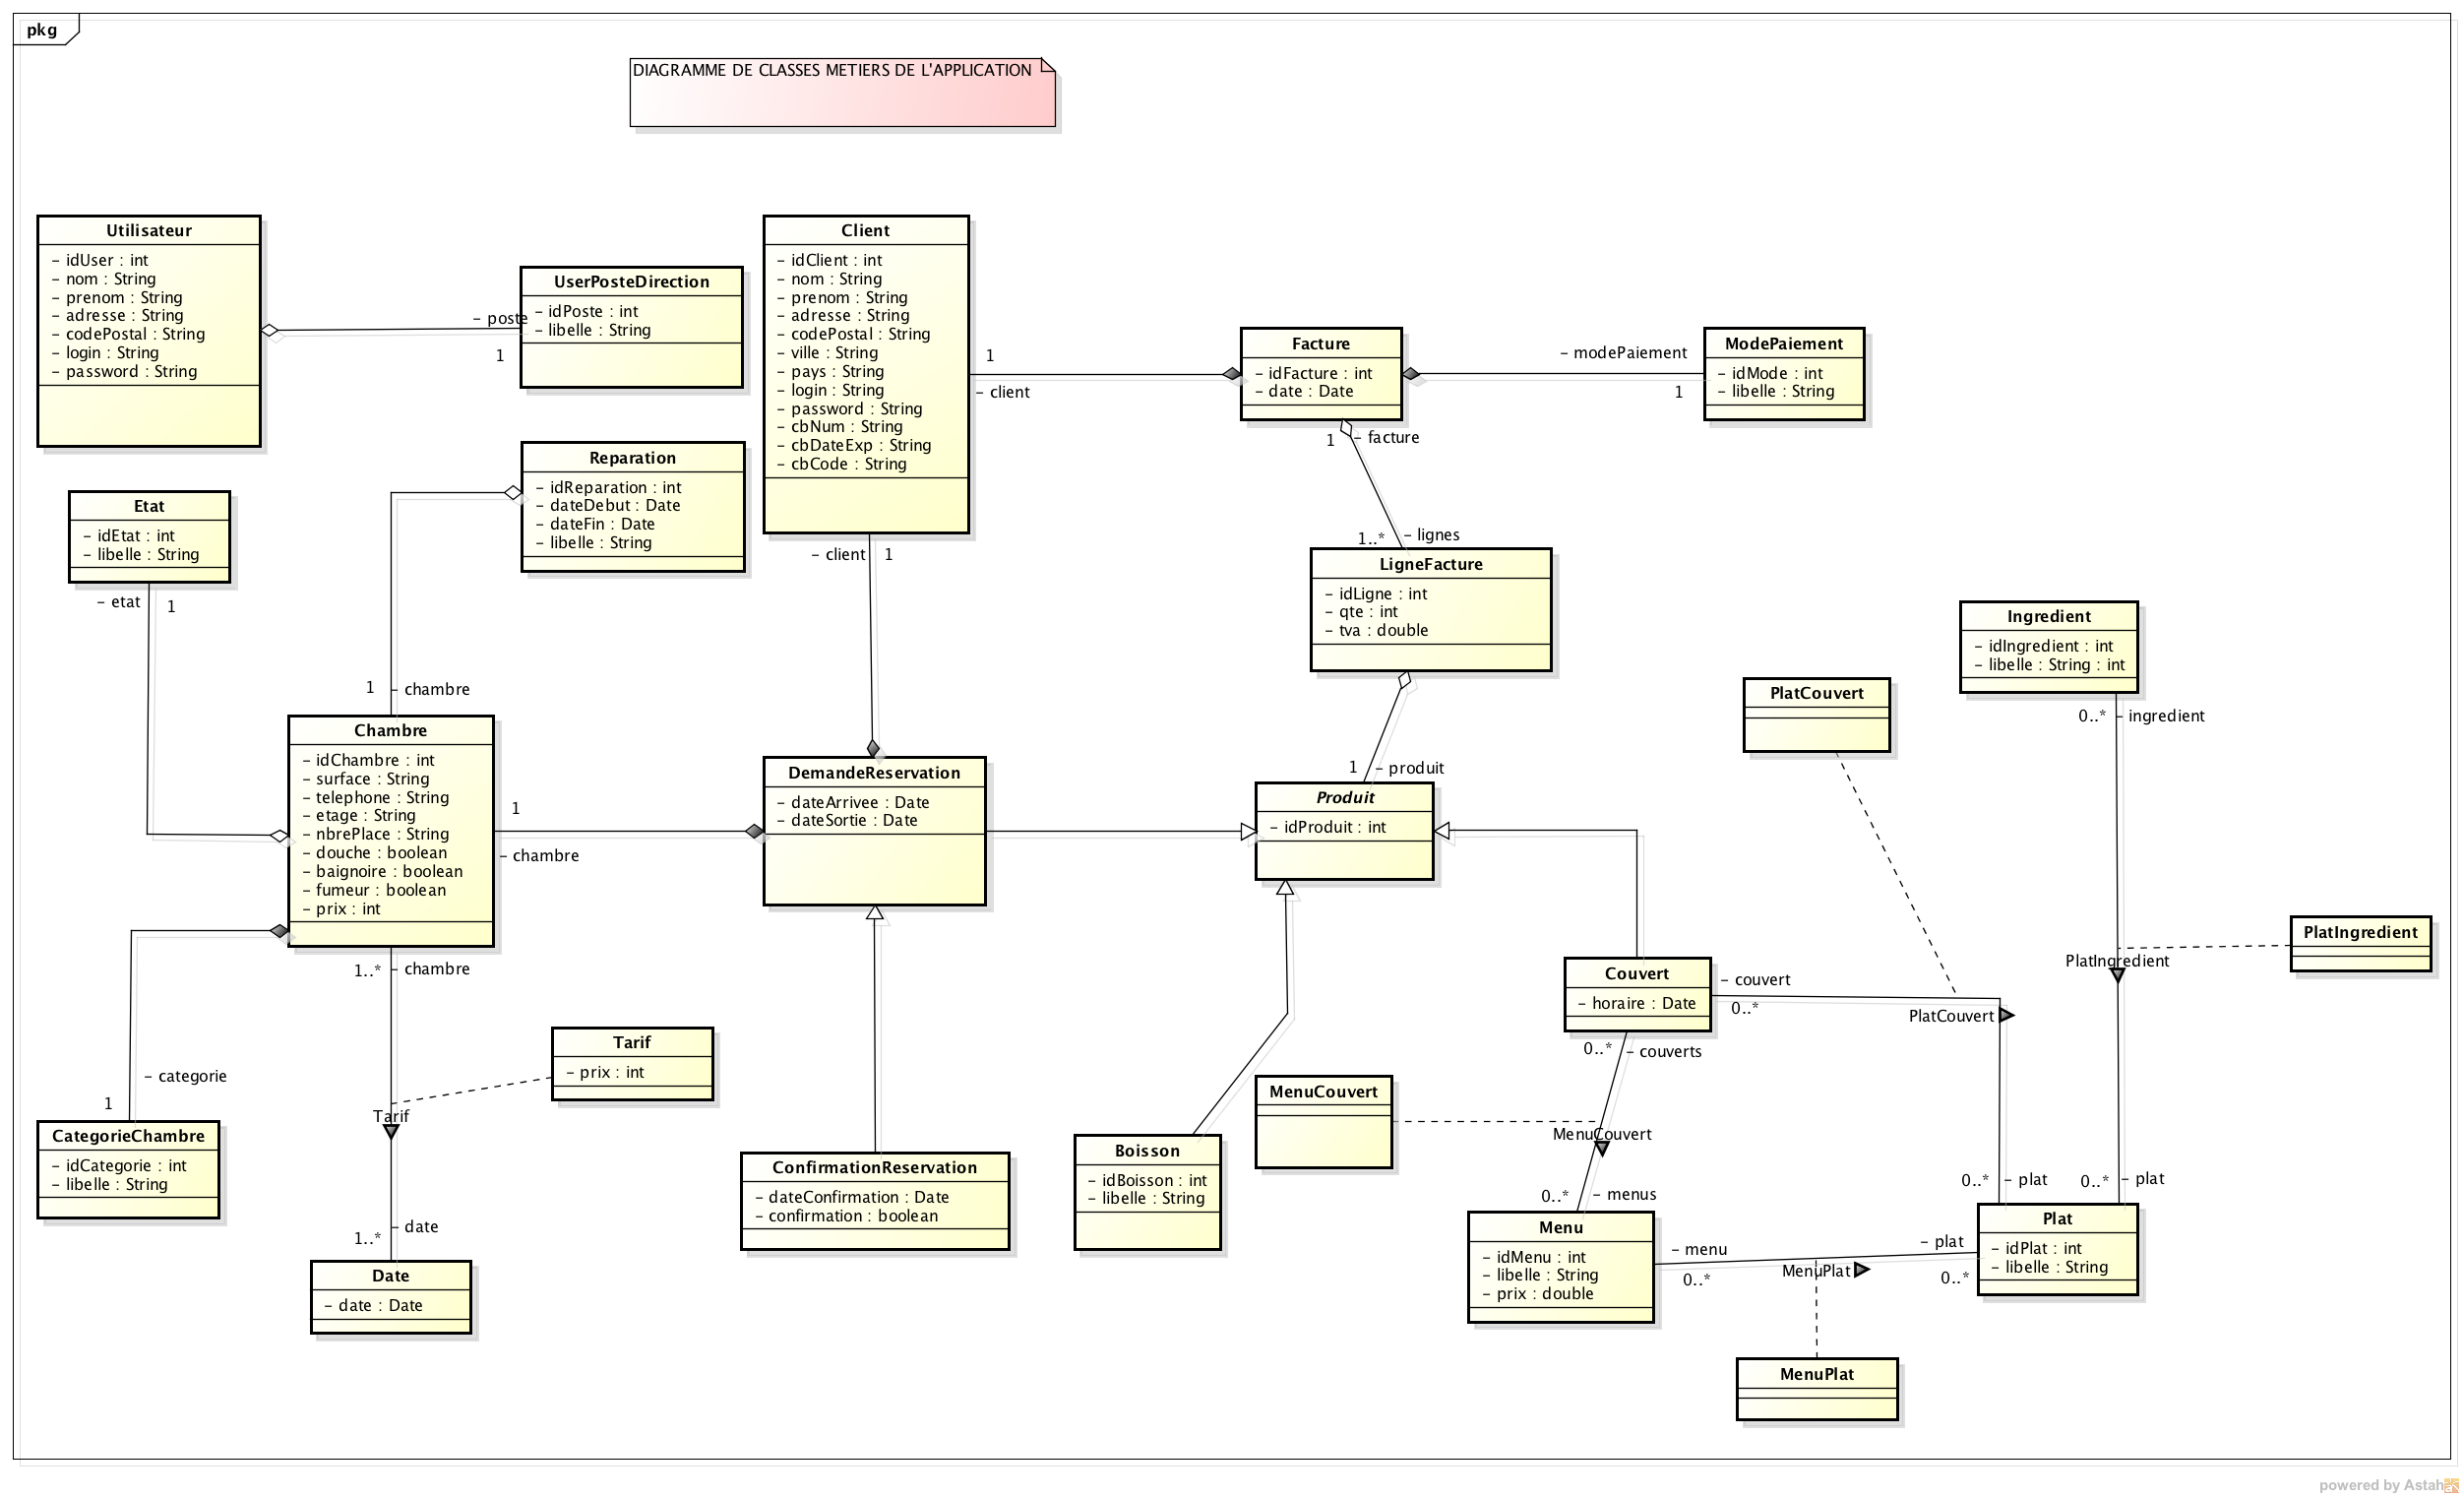 pkg
DIAGRAMME DE CLASSES METIERS DE L'APPLICATION
Utilisateur
– idUser : int
– nom : String
– prenom : String
– adresse : String
– codePostal : String
– login : String
– password : String
– poste
1
UserPosteDirection
– idPoste : int
– libelle : String
Client
– idClient : int
– nom : String
– prenom : String
– adresse : String
– codePostal : String
– ville : String
– pays : String
– login : String
– password : String
– cbNum : String
– cbDateExp : String
– cbCode : String
1
– client
Facture
– idFacture : int
– date : Date
– modePaiement
1
ModePaiement
– idMode : int
– libelle : String
1
– facture
Reparation
– idReparation : int
– dateDebut : Date
– dateFin : Date
– libelle : String
Etat
– idEtat : int
– libelle : String
– etat
1
– client
1
1..*
– lignes
LigneFacture
– idLigne : int
– qte : int
– tva : double
Ingredient
– idIngredient : int
– libelle : String : int
0..*
– ingredient
PlatCouvert
1
– chambre
Chambre
– idChambre : int
– surface : String
– telephone : String
– etage : String
– nbrePlace : String
– douche : boolean
– baignoire : boolean
– fumeur : boolean
– prix : int
1
– chambre
DemandeReservation
– dateArrivee : Date
– dateSortie : Date
1
– produit
Produit
– idProduit : int
PlatIngredient
PlatIngredient
Couvert
– horaire : Date
– couvert
0..*
PlatCouvert
1..*
– chambre
Tarif
– prix : int
Tarif
– categorie
1
CategorieChambre
– idCategorie : int
– libelle : String
– date
1..*
Date
– date : Date
ConfirmationReservation
– dateConfirmation : Date
– confirmation : boolean
Boisson
– idBoisson : int
– libelle : String
MenuCouvert
0..*
– couverts
MenuCouvert
0..*
– menus
Menu
– idMenu : int
– libelle : String
– prix : double
– menu
0..*
MenuPlat
– plat
0..*
0..*
– plat
0..*
– plat
Plat
– idPlat : int
– libelle : String
MenuPlat
powered by Astah